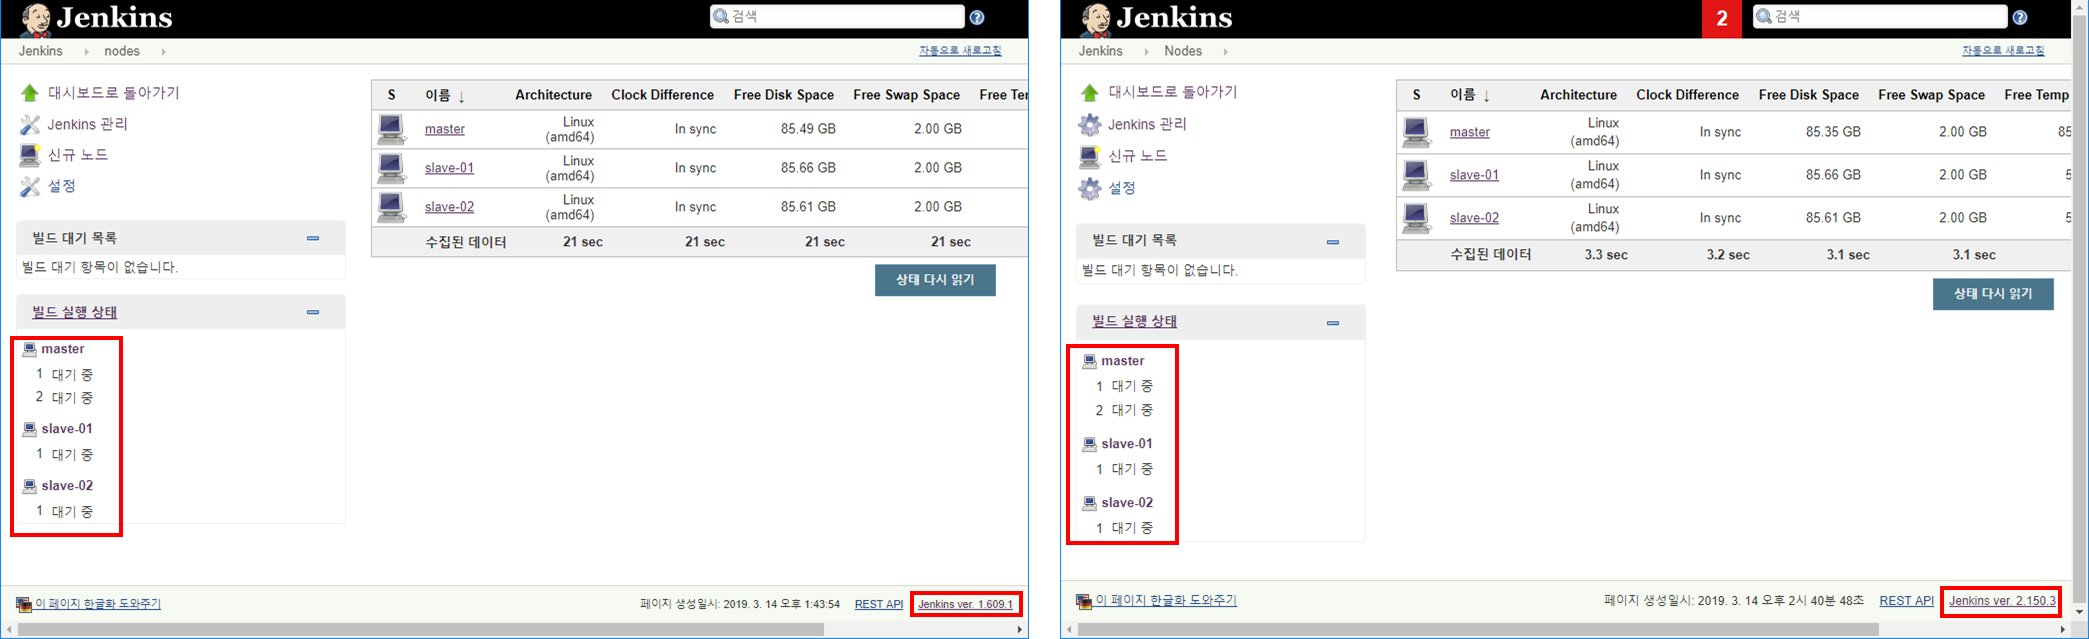 Jenkins
검색
Jenkins nodes
자동으로 새로고침
대시보드로 돌아가기
Jenkins 관리
신규 노드
설정
빌드 대기 목록
빌드 대기 항목이 없습니다.
빌드 실행 상태
master
1 대기 중
2 대기 중
slave-01
1 대기 중
slave-02
1 대기 중
S 이름 ↓ Architecture Clock Difference Free Disk Space Free Swap Space Free Ter
master Linux (amd64) In sync 85.49 GB 2.00 GB
slave-01 Linux (amd64) In sync 85.66 GB 2.00 GB
slave-02 Linux (amd64) In sync 85.61 GB 2.00 GB
수집된 데이터 21 sec 21 sec 21 sec 21 sec
상태 다시 읽기
이 페이지 한글화 도와주기
페이지 생성일시: 2019. 3. 14 오후 1:43:54 REST API Jenkins ver. 1.609.1
Jenkins
2
검색
Jenkins Nodes
자동으로 새로고침
대시보드로 돌아가기
Jenkins 관리
신규 노드
설정
빌드 대기 목록
빌드 대기 항목이 없습니다.
빌드 실행 상태
master
1 대기 중
2 대기 중
slave-01
1 대기 중
slave-02
1 대기 중
S 이름 ↓ Architecture Clock Difference Free Disk Space Free Swap Space Free Temp
master Linux (amd64) In sync 85.35 GB 2.00 GB 85
slave-01 Linux (amd64) In sync 85.66 GB 2.00 GB 5
slave-02 Linux (amd64) In sync 85.61 GB 2.00 GB 5
수집된 데이터 3.3 sec 3.2 sec 3.1 sec 3.1 sec
상태 다시 읽기
이 페이지 한글화 도와주기
페이지 생성일시: 2019. 3. 14 오후 2시 40분 48초 REST API Jenkins ver. 2.150.3